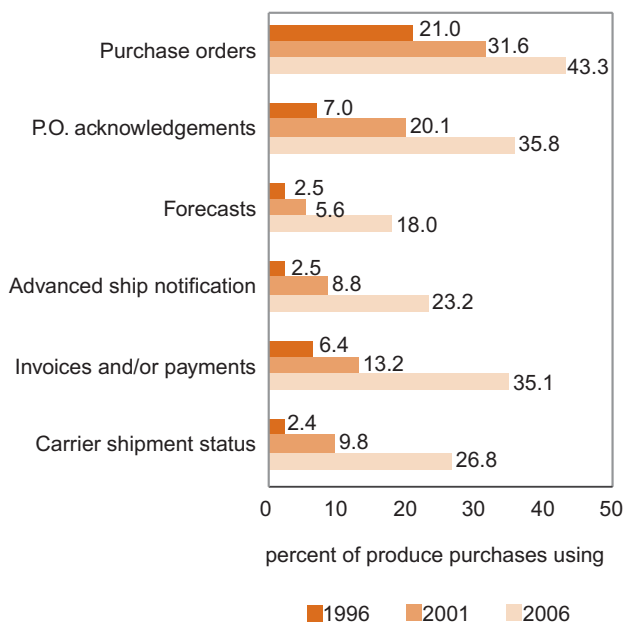 21.0
Purchase orders
31.6
43.3
7.0
P.O. acknowledgements
20.1
35.8
2.5
Forecasts
5.6
18.0
2.5
Advanced ship notification
8.8
23.2
6.4
Invoices and/or payments
13.2
35.1
2.4
Carrier shipment status
9.8
26.8
0 10 20 30 40 50
percent of produce purchases using
1996 2001 2006